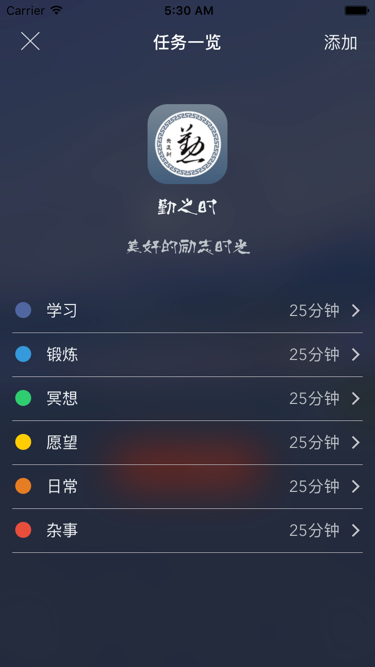 Carrier 5:30 AM
任务一览 添加
勤之时
美好的励志时光
学习 25分钟
锻炼 25分钟
冥想 25分钟
愿望 25分钟
日常 25分钟
杂事 25分钟